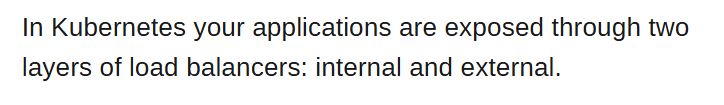 In Kubernetes your applications are exposed through two
layers of load balancers: internal and external.